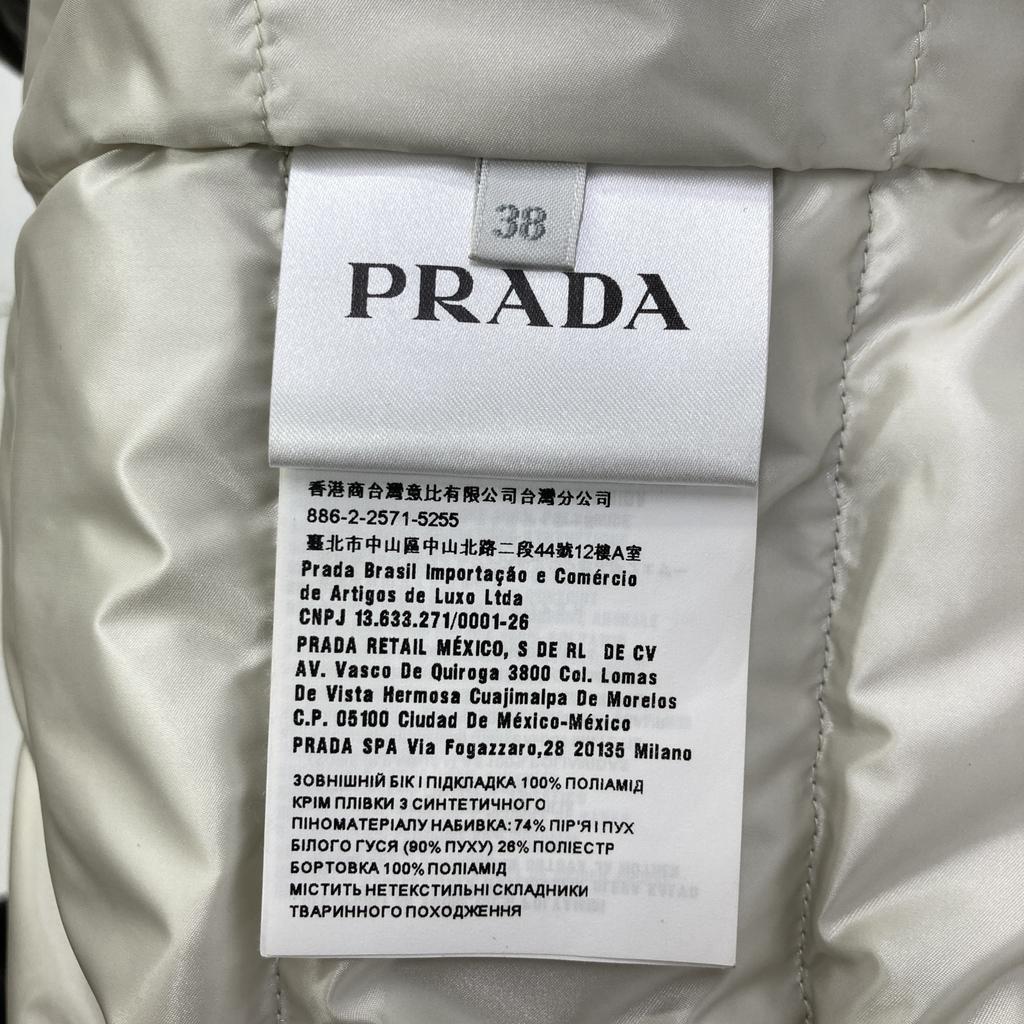 38
PRADA
香港商台灣意比有限公司台灣分公司
886-2-2571-5255
臺北市中山區中山北路二段44號12樓A室
Prada Brasil Importação e Comércio
de Artigos de Luxo Ltda
CNPJ 13.633.271/0001-26
PRADA RETAIL MÉXICO, S DE RL DE CV
AV. Vasco De Quiroga 3800 Col. Lomas
De Vista Hermosa Cuajimalpa De Morelos
C.P. 05100 Ciudad De México-México
PRADA SPA Via Fogazzaro,28 20135 Milano
ЗОВНІШНІЙ БІК І ПІДКЛАДКА 100% ПОЛІАМІД
КРІМ ПЛІВКИ З СИНТЕТИЧНОГО
ПІНОМАТЕРІАЛУ НАБИВКА: 74% ПІР'Я І ПУХ
БІЛОГО ГУСЯ (90% ПУХУ) 26% ПОЛІЕСТР
БОРТОВКА 100% ПОЛІАМІД
МІСТИТЬ НЕТЕКСТИЛЬНІ СКЛАДНИКИ
ТВАРИННОГО ПОХОДЖЕННЯ